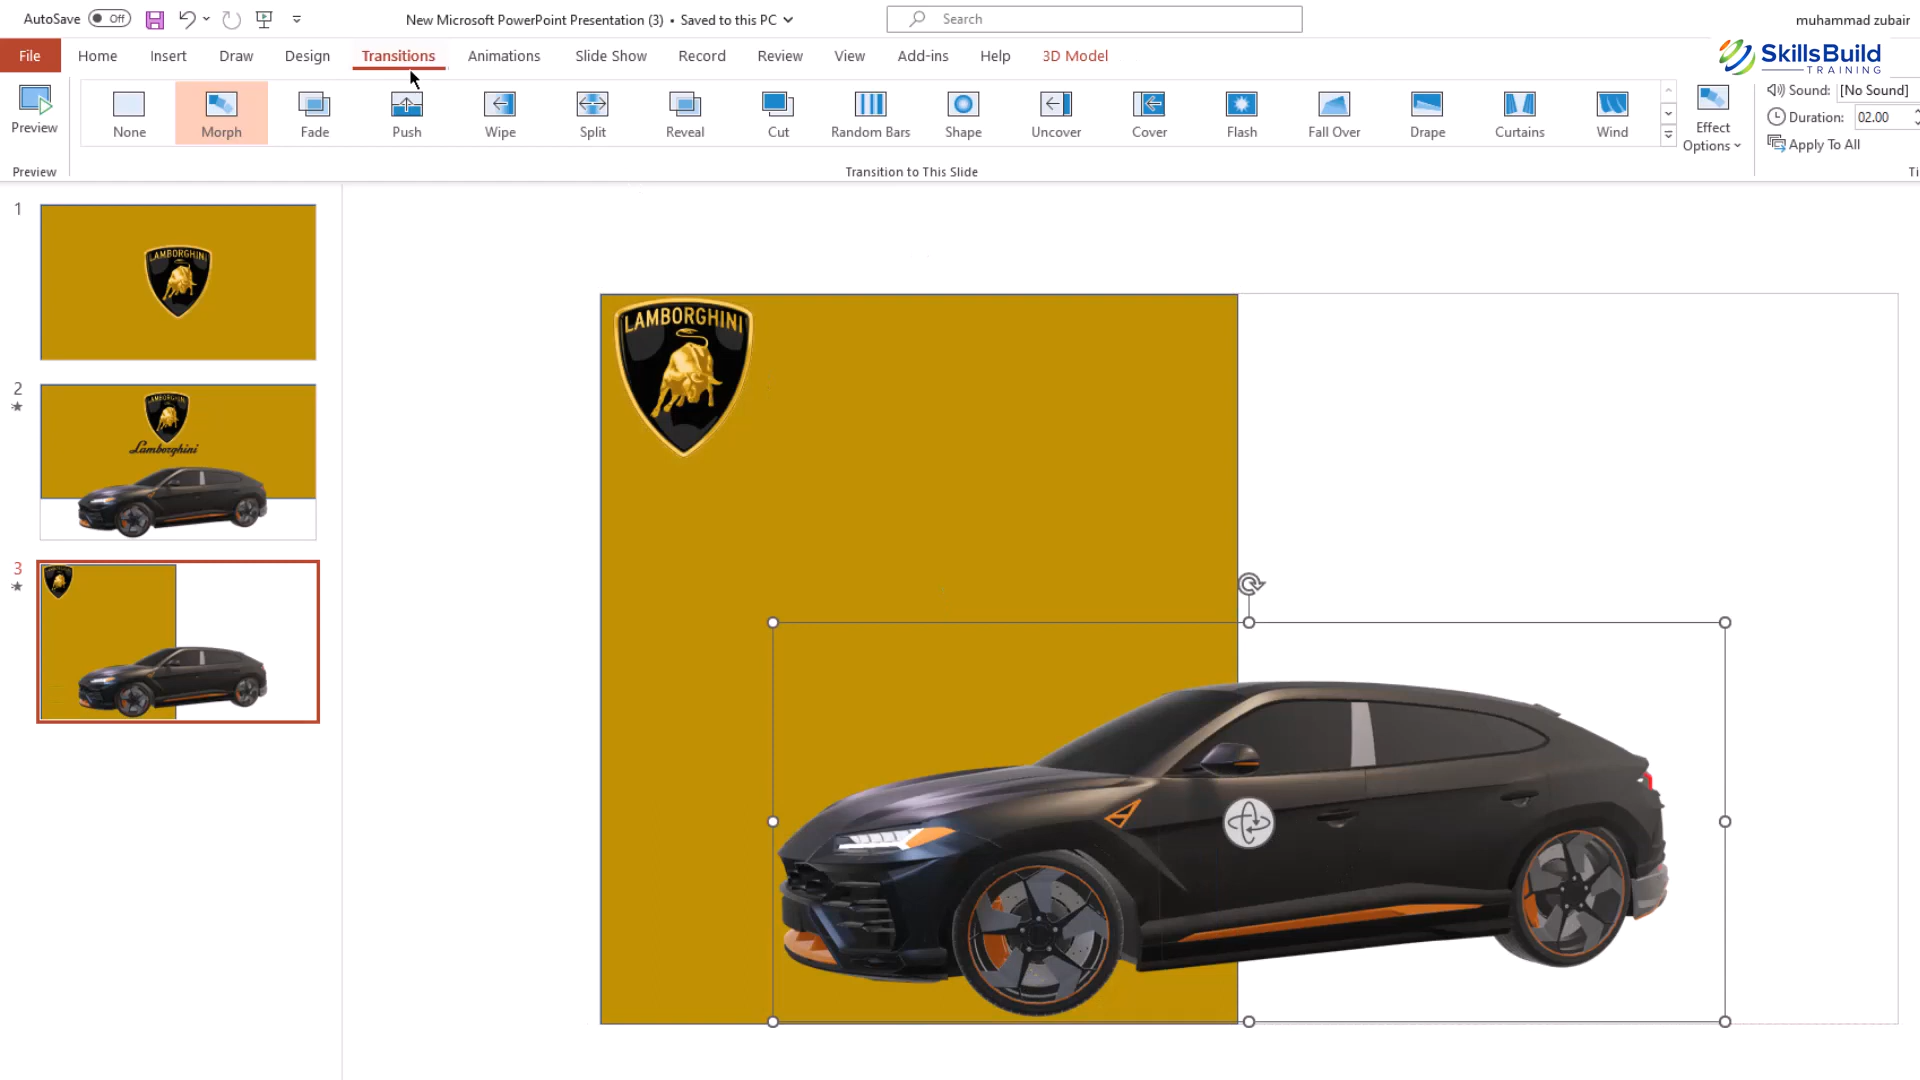 AutoSave Off New Microsoft PowerPoint Presentation (3) • Saved to this PC Search muhammad zubair
File Home Insert Draw Design Transitions Animations Slide Show Record Review View Add-ins Help 3D Model
SkillsBuild
TRAINING
Preview None Morph Fade Push Wipe Split Reveal Cut Random Bars Shape Uncover Cover Flash Fall Over Drape Curtains Wind Effect Options
Sound: [No Sound]
Duration: 02.00
Apply To All
Preview Transition to This Slide Ti
1
LAMBORGHINI
2
LAMBORGHINI
Lamborghini
3
LAMBORGHINI